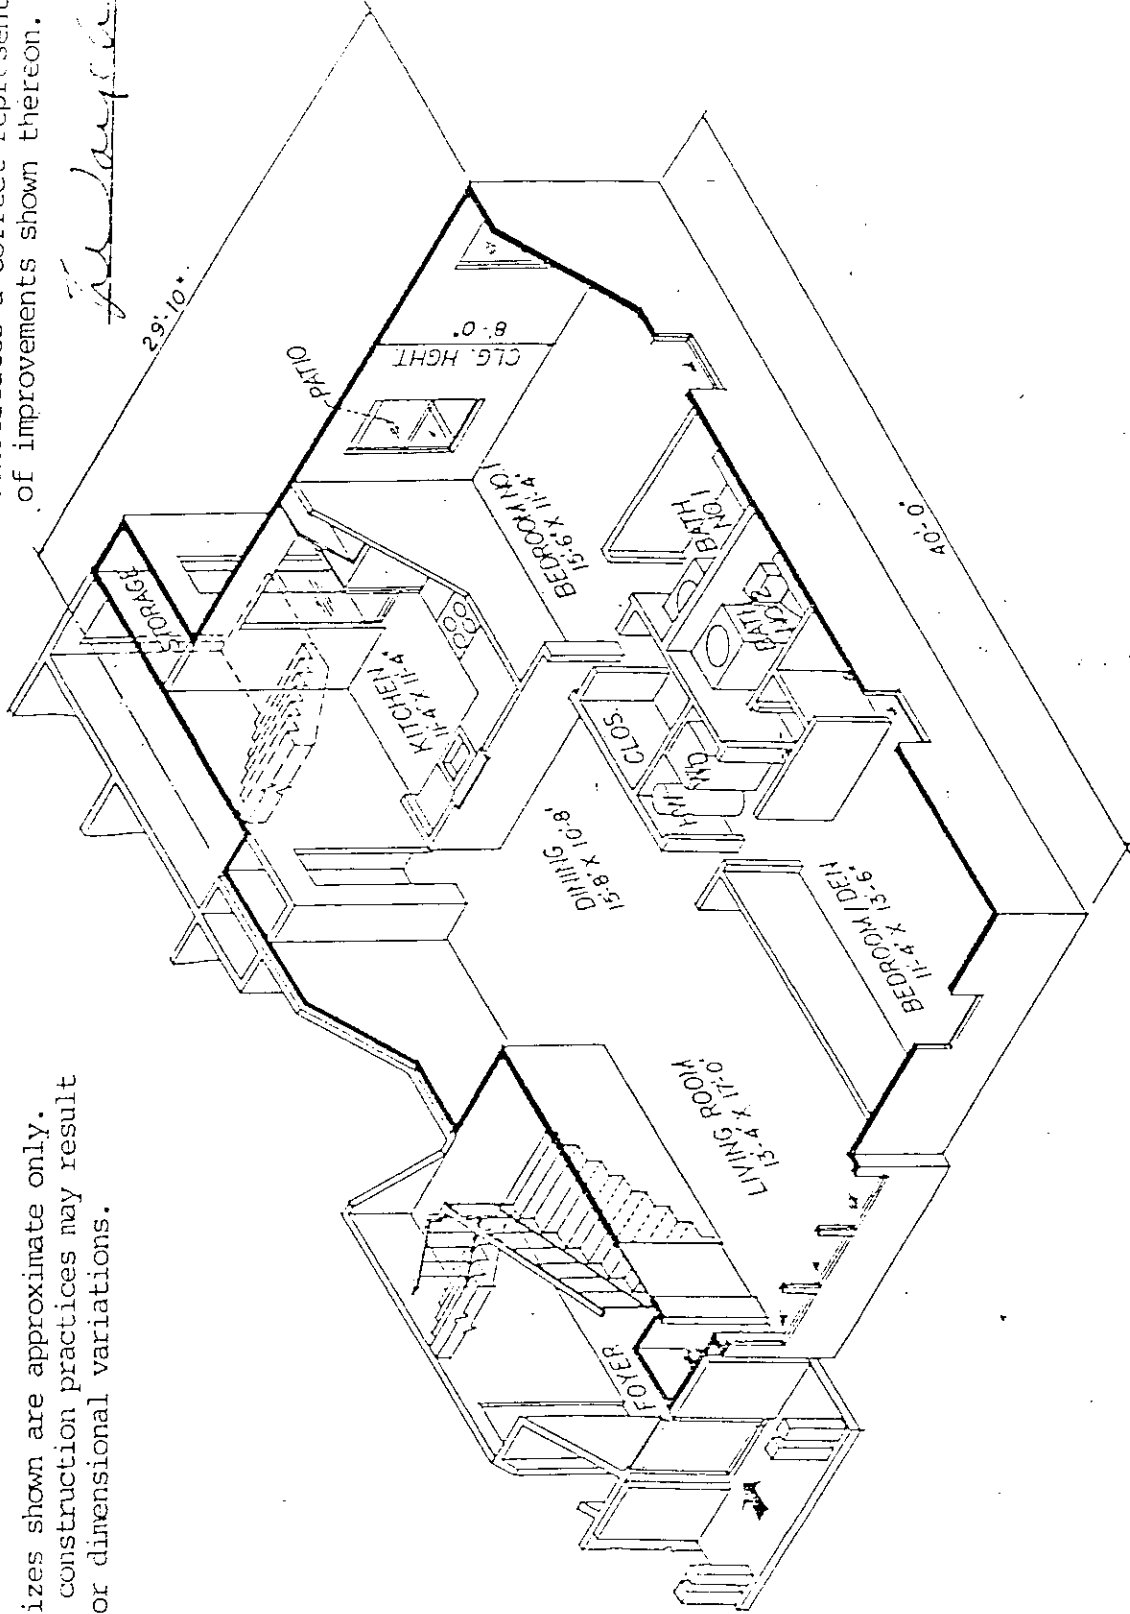 of improvements shown thereon.
izes shown are approximate only.
construction practices may result
or dimensional variations.
29'-10"
40'-0"
STORAGE
PATIO
CLG. HGHT.
8'-0"
KITCHEN
11'-4" X 11'-4"
BEDROOM NO.1
15'-6" X 11'-4"
BATH
NO.1
BATH
NO.2
CLOS.
WD
HW
DINING
15'-8" X 10'-8"
BEDROOM/DEN
11'-4" X 13'-6"
LIVING ROOM
13'-4" X 17'-0"
FOYER